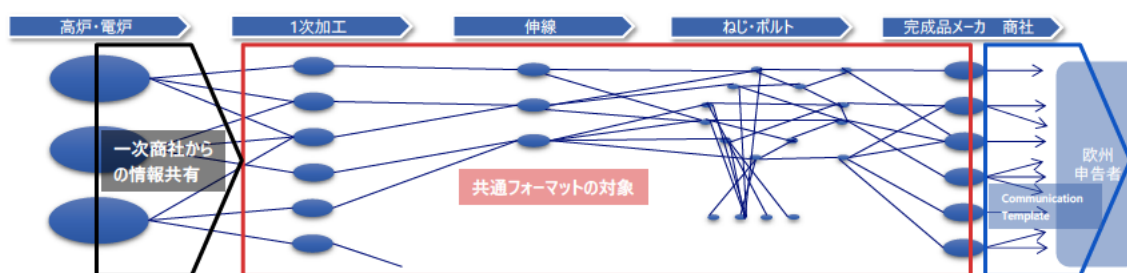 高炉・電炉
1次加工
伸線
ねじ・ボルト
完成品メーカ 商社
一次商社から
の情報共有
共通フォーマットの対象
欧州
申告者
Communication
Template